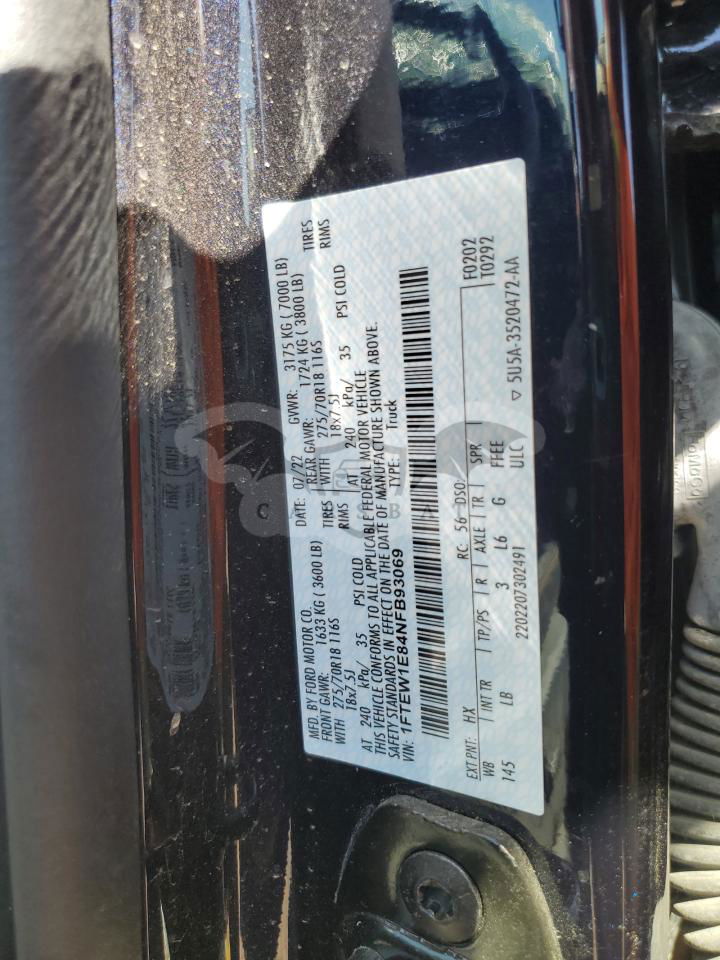 MFD. BY FORD MOTOR CO. DATE: 07/22 GVWR: 3175 KG ( 7000 LB)
FRONT GAWR: 1633 KG ( 3600 LB) REAR GAWR: 1724 KG ( 3800 LB)
WITH 275/70R18 116S TIRES WITH 275/70R18 116S TIRES
18x7.5J RIMS 18x7.5J RIMS
AT 240 kPa/ 35 PSI COLD AT 240 kPa/ 35 PSI COLD
THIS VEHICLE CONFORMS TO ALL APPLICABLE FEDERAL MOTOR VEHICLE
SAFETY STANDARDS IN EFFECT ON THE DATE OF MANUFACTURE SHOWN ABOVE.
VIN: 1FTEW1E84NFB93069 TYPE: Truck
EXT PNT: HX RC: 56 DSO: F0202
T0292
WB INT TR TP/PS R AXLE TR SPR
145 LB 3 L6 G FFEE
2202207302491 ULC ▽ 5U5A-3520472-AA